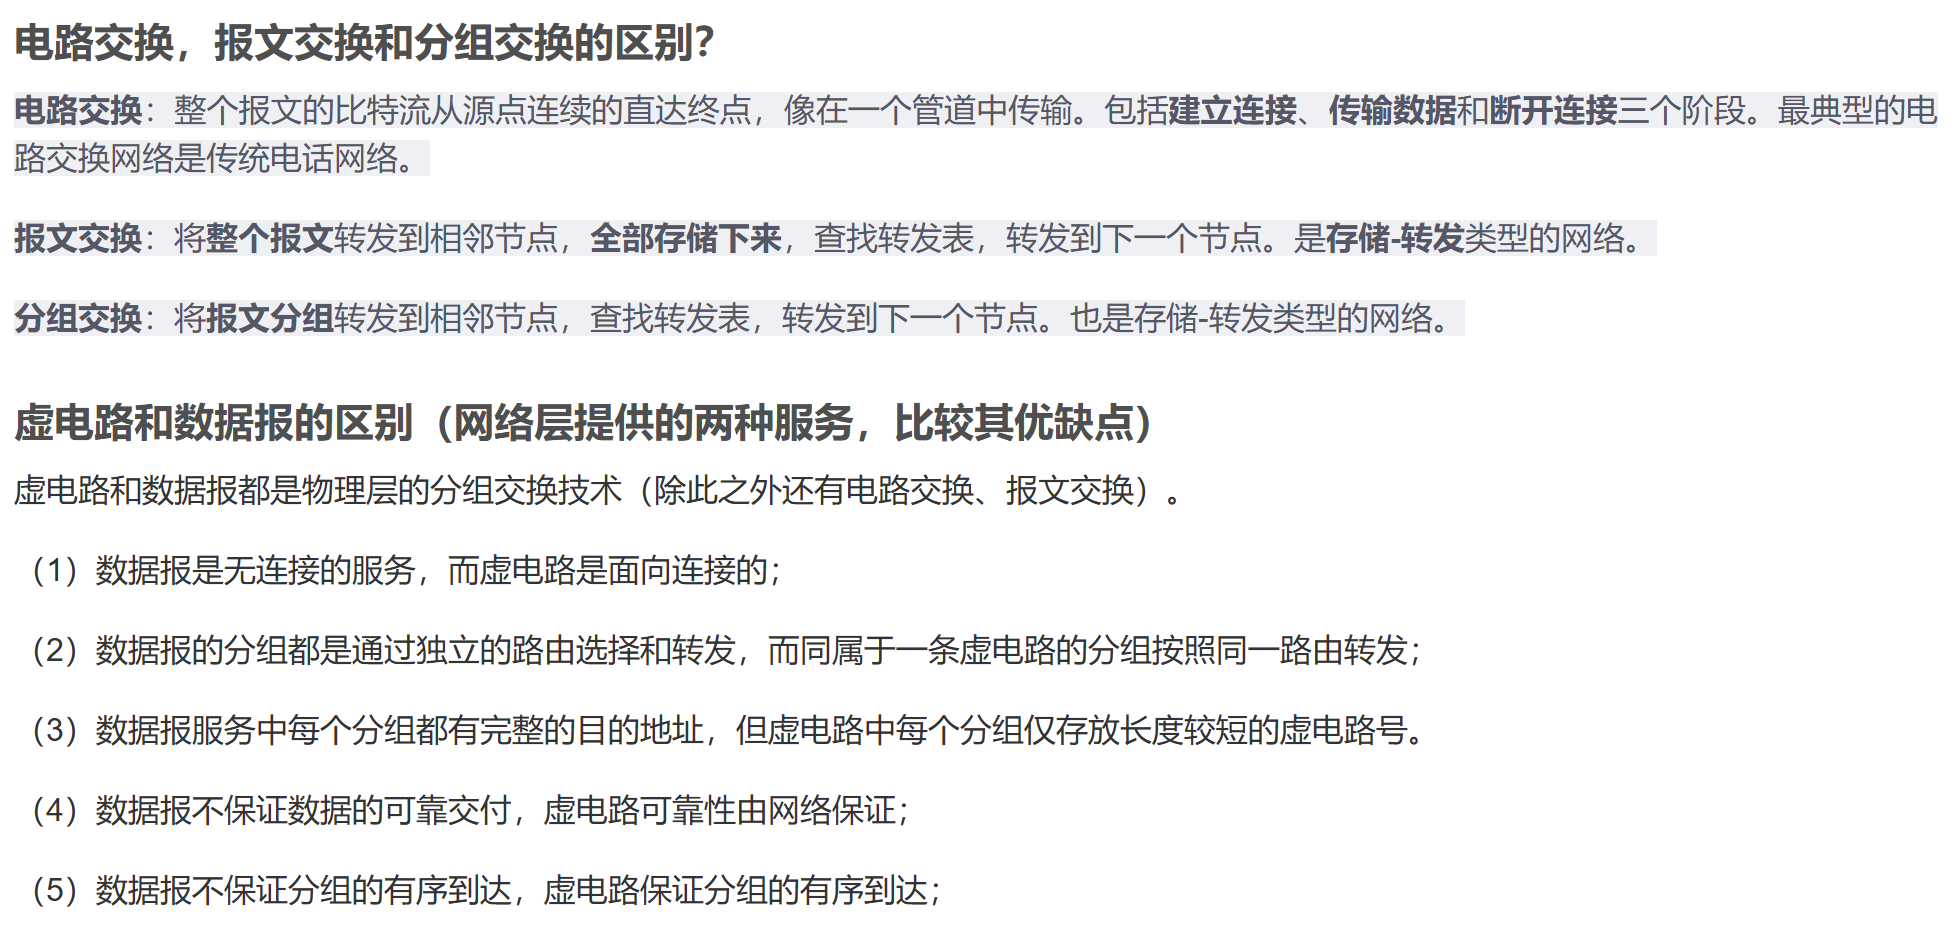 电路交换，报文交换和分组交换的区别？
电路交换：整个报文的比特流从源点连续的直达终点，像在一个管道中传输。包括建立连接、传输数据和断开连接三个阶段。最典型的电
路交换网络是传统电话网络。
报文交换：将整个报文转发到相邻节点，全部存储下来，查找转发表，转发到下一个节点。是存储-转发类型的网络。
分组交换：将报文分组转发到相邻节点，查找转发表，转发到下一个节点。也是存储-转发类型的网络。
虚电路和数据报的区别（网络层提供的两种服务，比较其优缺点）
虚电路和数据报都是物理层的分组交换技术（除此之外还有电路交换、报文交换）。
（1）数据报是无连接的服务，而虚电路是面向连接的；
（2）数据报的分组都是通过独立的路由选择和转发，而同属于一条虚电路的分组按照同一路由转发；
（3）数据报服务中每个分组都有完整的目的地址，但虚电路中每个分组仅存放长度较短的虚电路号。
（4）数据报不保证数据的可靠交付，虚电路可靠性由网络保证；
（5）数据报不保证分组的有序到达，虚电路保证分组的有序到达；